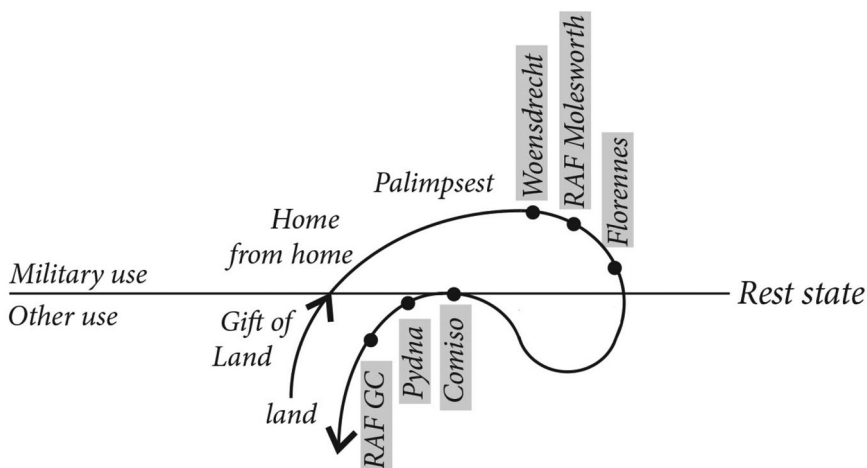 Woensdrecht
RAF Molesworth
Florennes
Palimpsest
Home
from home
Military use
Other use
Rest state
Gift of
Land
land
RAF GC
Pydna
Comiso